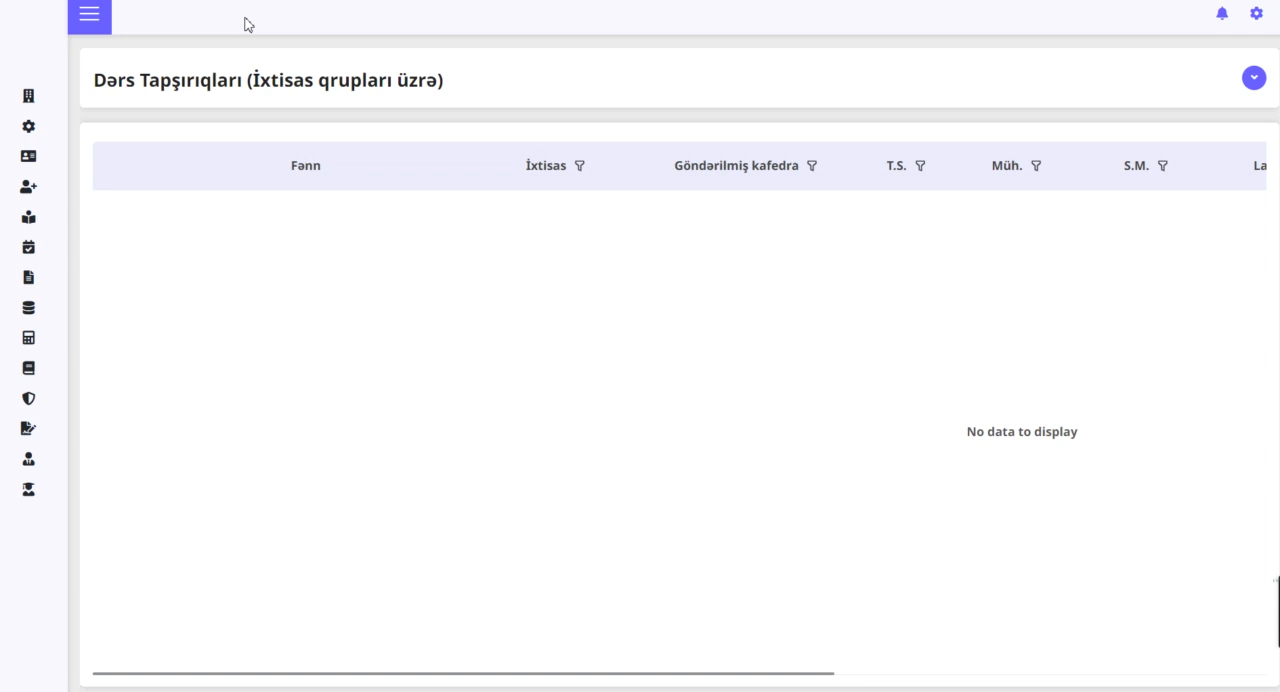 Dərs Tapşırıqları (İxtisas qrupları üzrə)
Fənn İxtisas Göndərilmiş kafedra T.S. Müh. S.M. La
No data to display